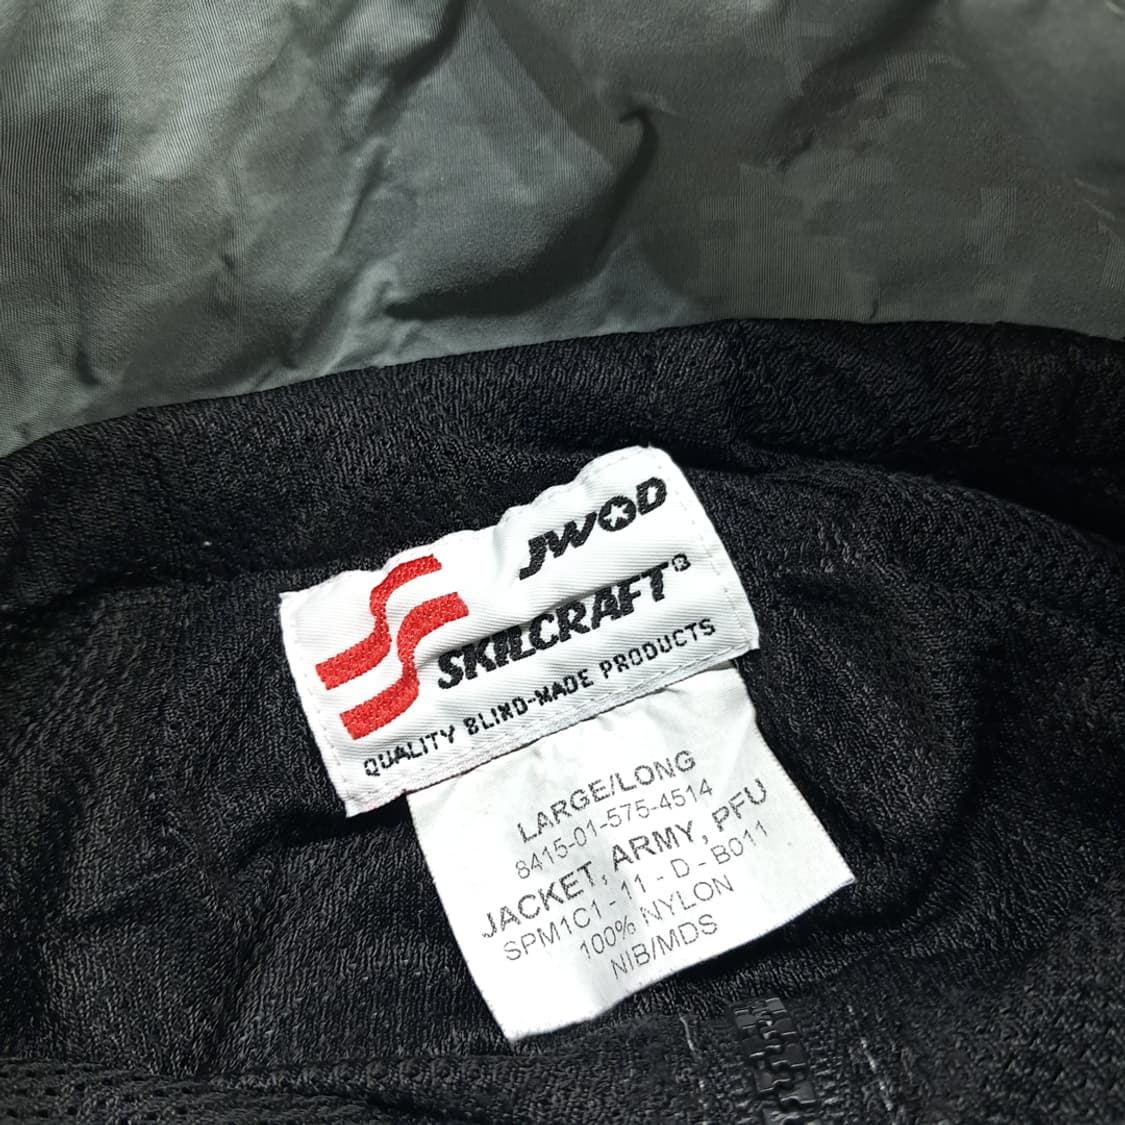 JWOD
SKILCRAFT®
QUALITY BLIND-MADE PRODUCTS
LARGE/LONG
8415-01-575-4514
JACKET, ARMY, PFU
SPM1C1 - 11 - D - B011
100% NYLON
NIB/MDS